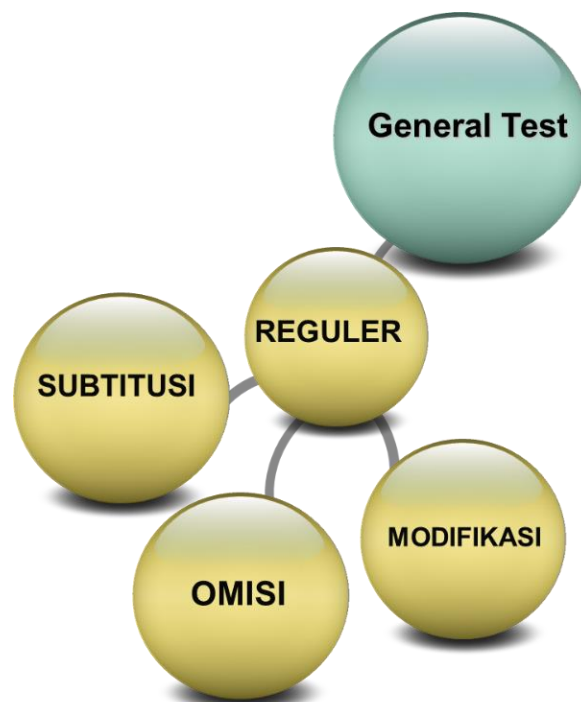 General Test
REGULER
SUBTITUSI
MODIFIKASI
OMISI